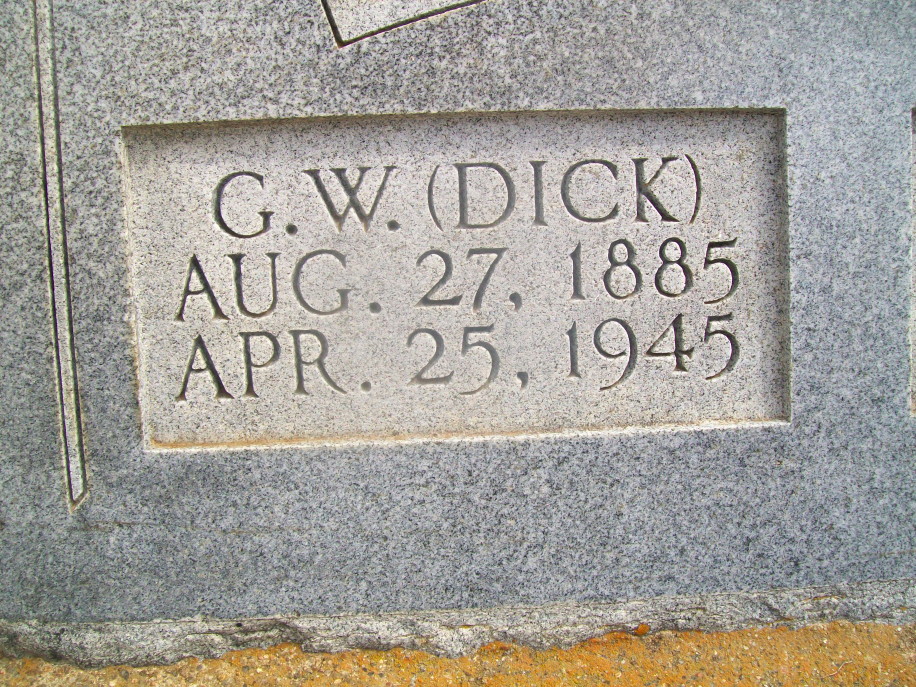 G. W. (DICK)
AUG. 27, 1885
APR. 25, 1945